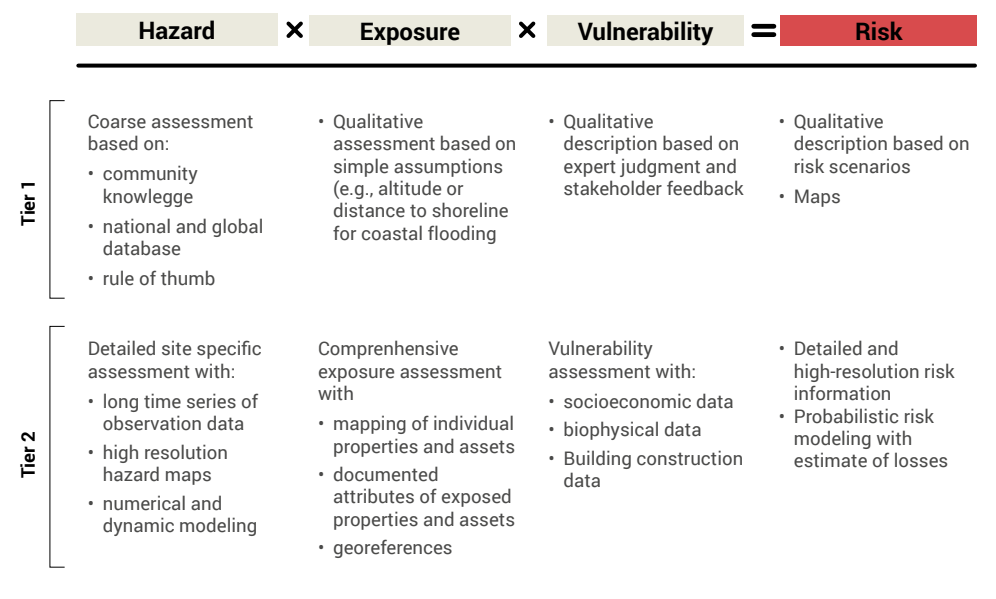 Hazard × Exposure × Vulnerability = Risk
Tier 1
Coarse assessment
based on:
• community
knowlegge
• national and global
database
• rule of thumb
• Qualitative
assessment based on
simple assumptions
(e.g., altitude or
distance to shoreline
for coastal flooding
• Qualitative
description based on
expert judgment and
stakeholder feedback
• Qualitative
description based on
risk scenarios
• Maps
Tier 2
Detailed site specific
assessment with:
• long time series of
observation data
• high resolution
hazard maps
• numerical and
dynamic modeling
Comprenhensive
exposure assessment
with
• mapping of individual
properties and assets
• documented
attributes of exposed
properties and assets
• georeferences
Vulnerability
assessment with:
• socioeconomic data
• biophysical data
• Building construction
data
• Detailed and
high-resolution risk
information
• Probabilistic risk
modeling with
estimate of losses